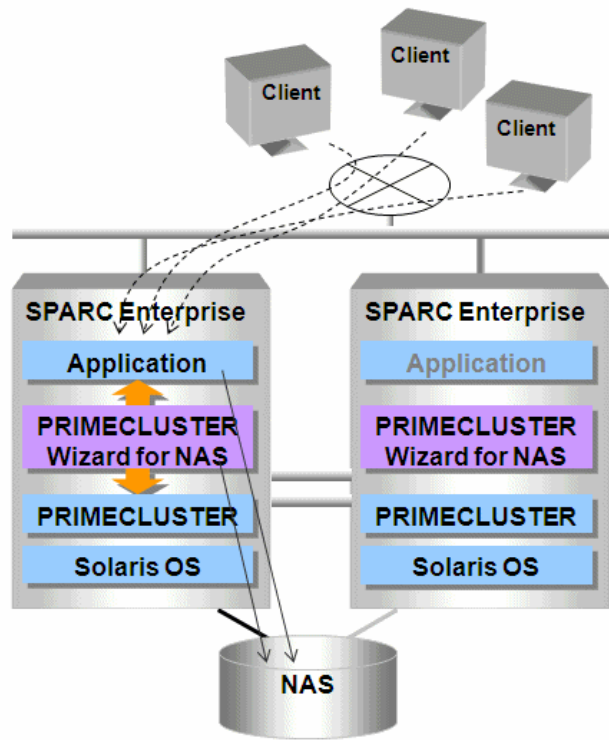 Client
Client
Client
SPARC Enterprise
Application
PRIMECLUSTER
Wizard for NAS
PRIMECLUSTER
Solaris OS
SPARC Enterprise
Application
PRIMECLUSTER
Wizard for NAS
PRIMECLUSTER
Solaris OS
NAS